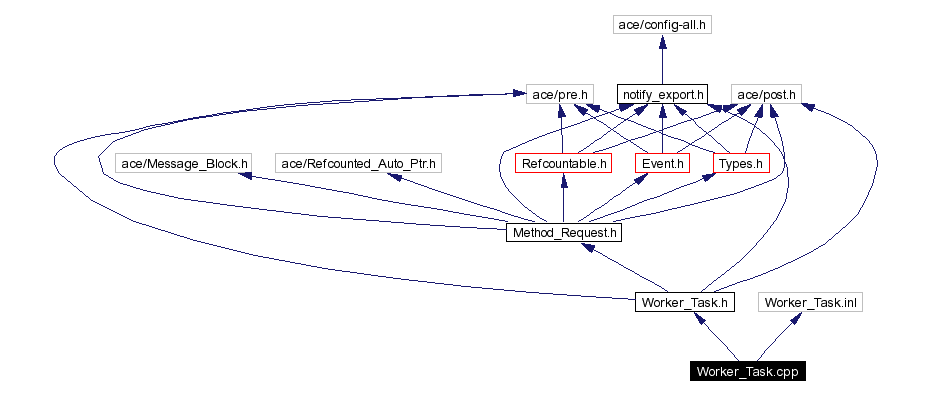 ace/config-all.h
ace/pre.h
notify_export.h
ace/post.h
ace/Message_Block.h
ace/Refcounted_Auto_Ptr.h
Refcountable.h
Event.h
Types.h
Method_Request.h
Worker_Task.h
Worker_Task.inl
Worker_Task.cpp